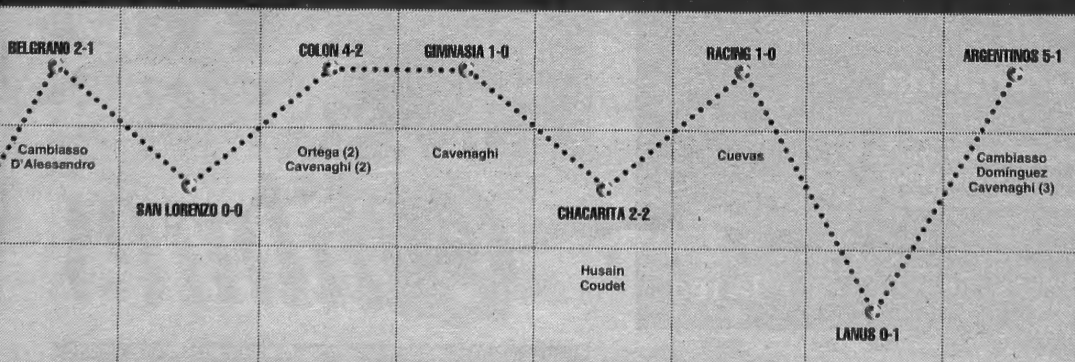 BELGRANO 2-1
Cambiasso
D'Alessandro
SAN LORENZO 0-0
COLON 4-2
Ortega (2)
Cavenaghi (2)
GIMNASIA 1-0
Cavenaghi
CHACARITA 2-2
Husain
Coudet
RACING 1-0
Cuevas
LANUS 0-1
ARGENTINOS 5-1
Cambiasso
Domínguez
Cavenaghi (3)